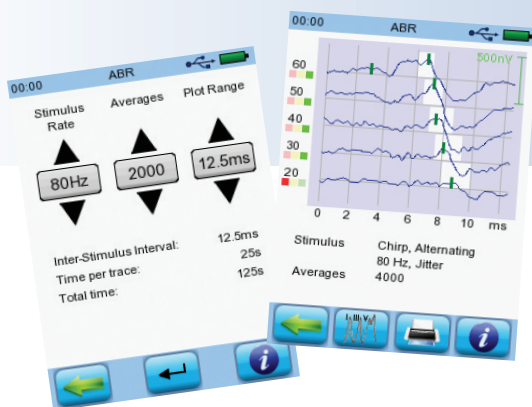 00:00 ABR
Stimulus Rate Averages Plot Range
80Hz 2000 12.5ms
Inter-Stimulus Interval: 12.5ms
Time per trace: 25s
Total time: 125s
i
00:00 ABR
500nV
60
50
40
30
20
0 2 4 6 8 10 ms
Stimulus Chirp, Alternating
80 Hz, Jitter
Averages 4000
I III V
i